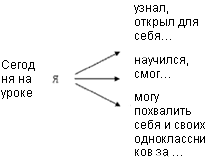 узнал,
открыл для
себя...
научился,
смог...
Сегод
ня на
уроке
я
могу
похвалить
себя и своих
одноклассни
ков за ...